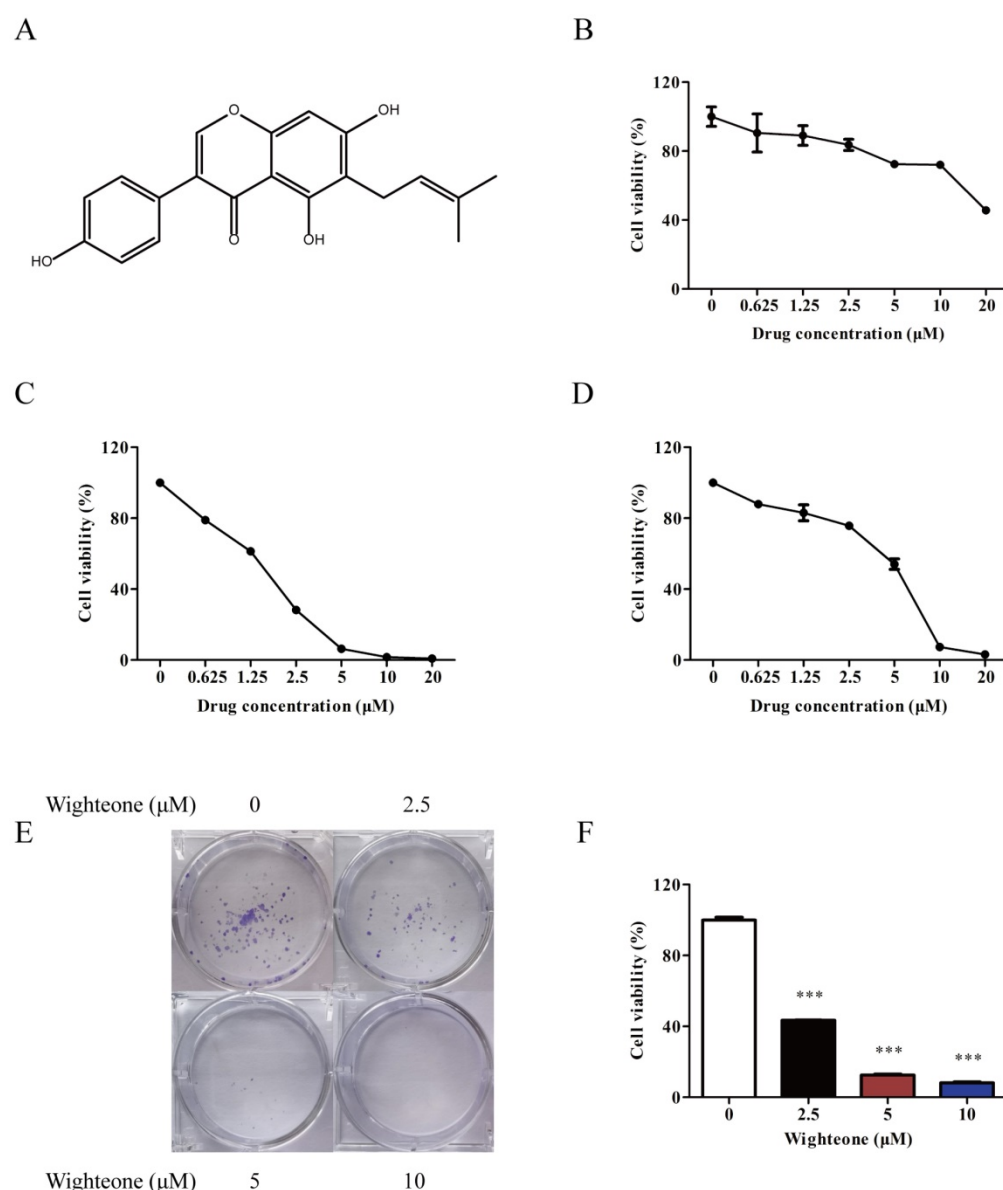 A
O
OH
HO
O
OH
B
120
80
40
0
Cell viability (%)
0 0.625 1.25 2.5 5 10 20
Drug concentration (μM)
C
120
80
40
0
Cell viability (%)
0 0.625 1.25 2.5 5 10 20
Drug concentration (μM)
D
120
80
40
0
Cell viability (%)
0 0.625 1.25 2.5 5 10 20
Drug concentration (μM)
E
Wighteone (μM) 0 2.5
Wighteone (μM) 5 10
F
120
80
40
0
Cell viability (%)
***
***
***
0 2.5 5 10
Wighteone (μM)